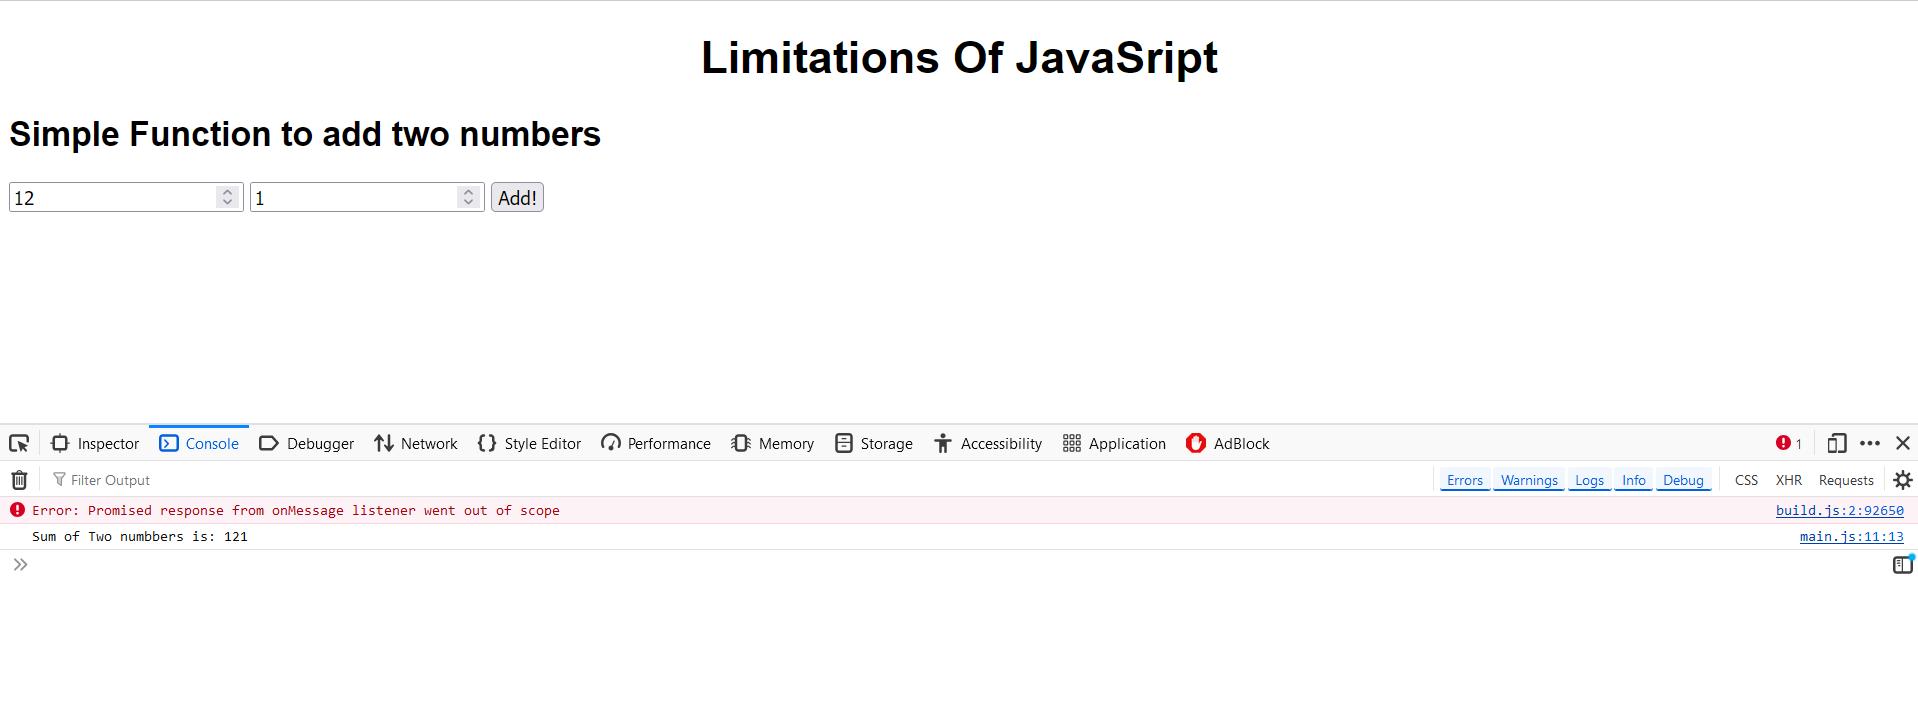 Limitations Of JavaSript
Simple Function to add two numbers
12 1 Add!
Inspector Console Debugger Network Style Editor Performance Memory Storage Accessibility Application AdBlock 1
Filter Output Errors Warnings Logs Info Debug CSS XHR Requests
Error: Promised response from onMessage listener went out of scope build.js:2:92650
Sum of Two numbbers is: 121 main.js:11:13